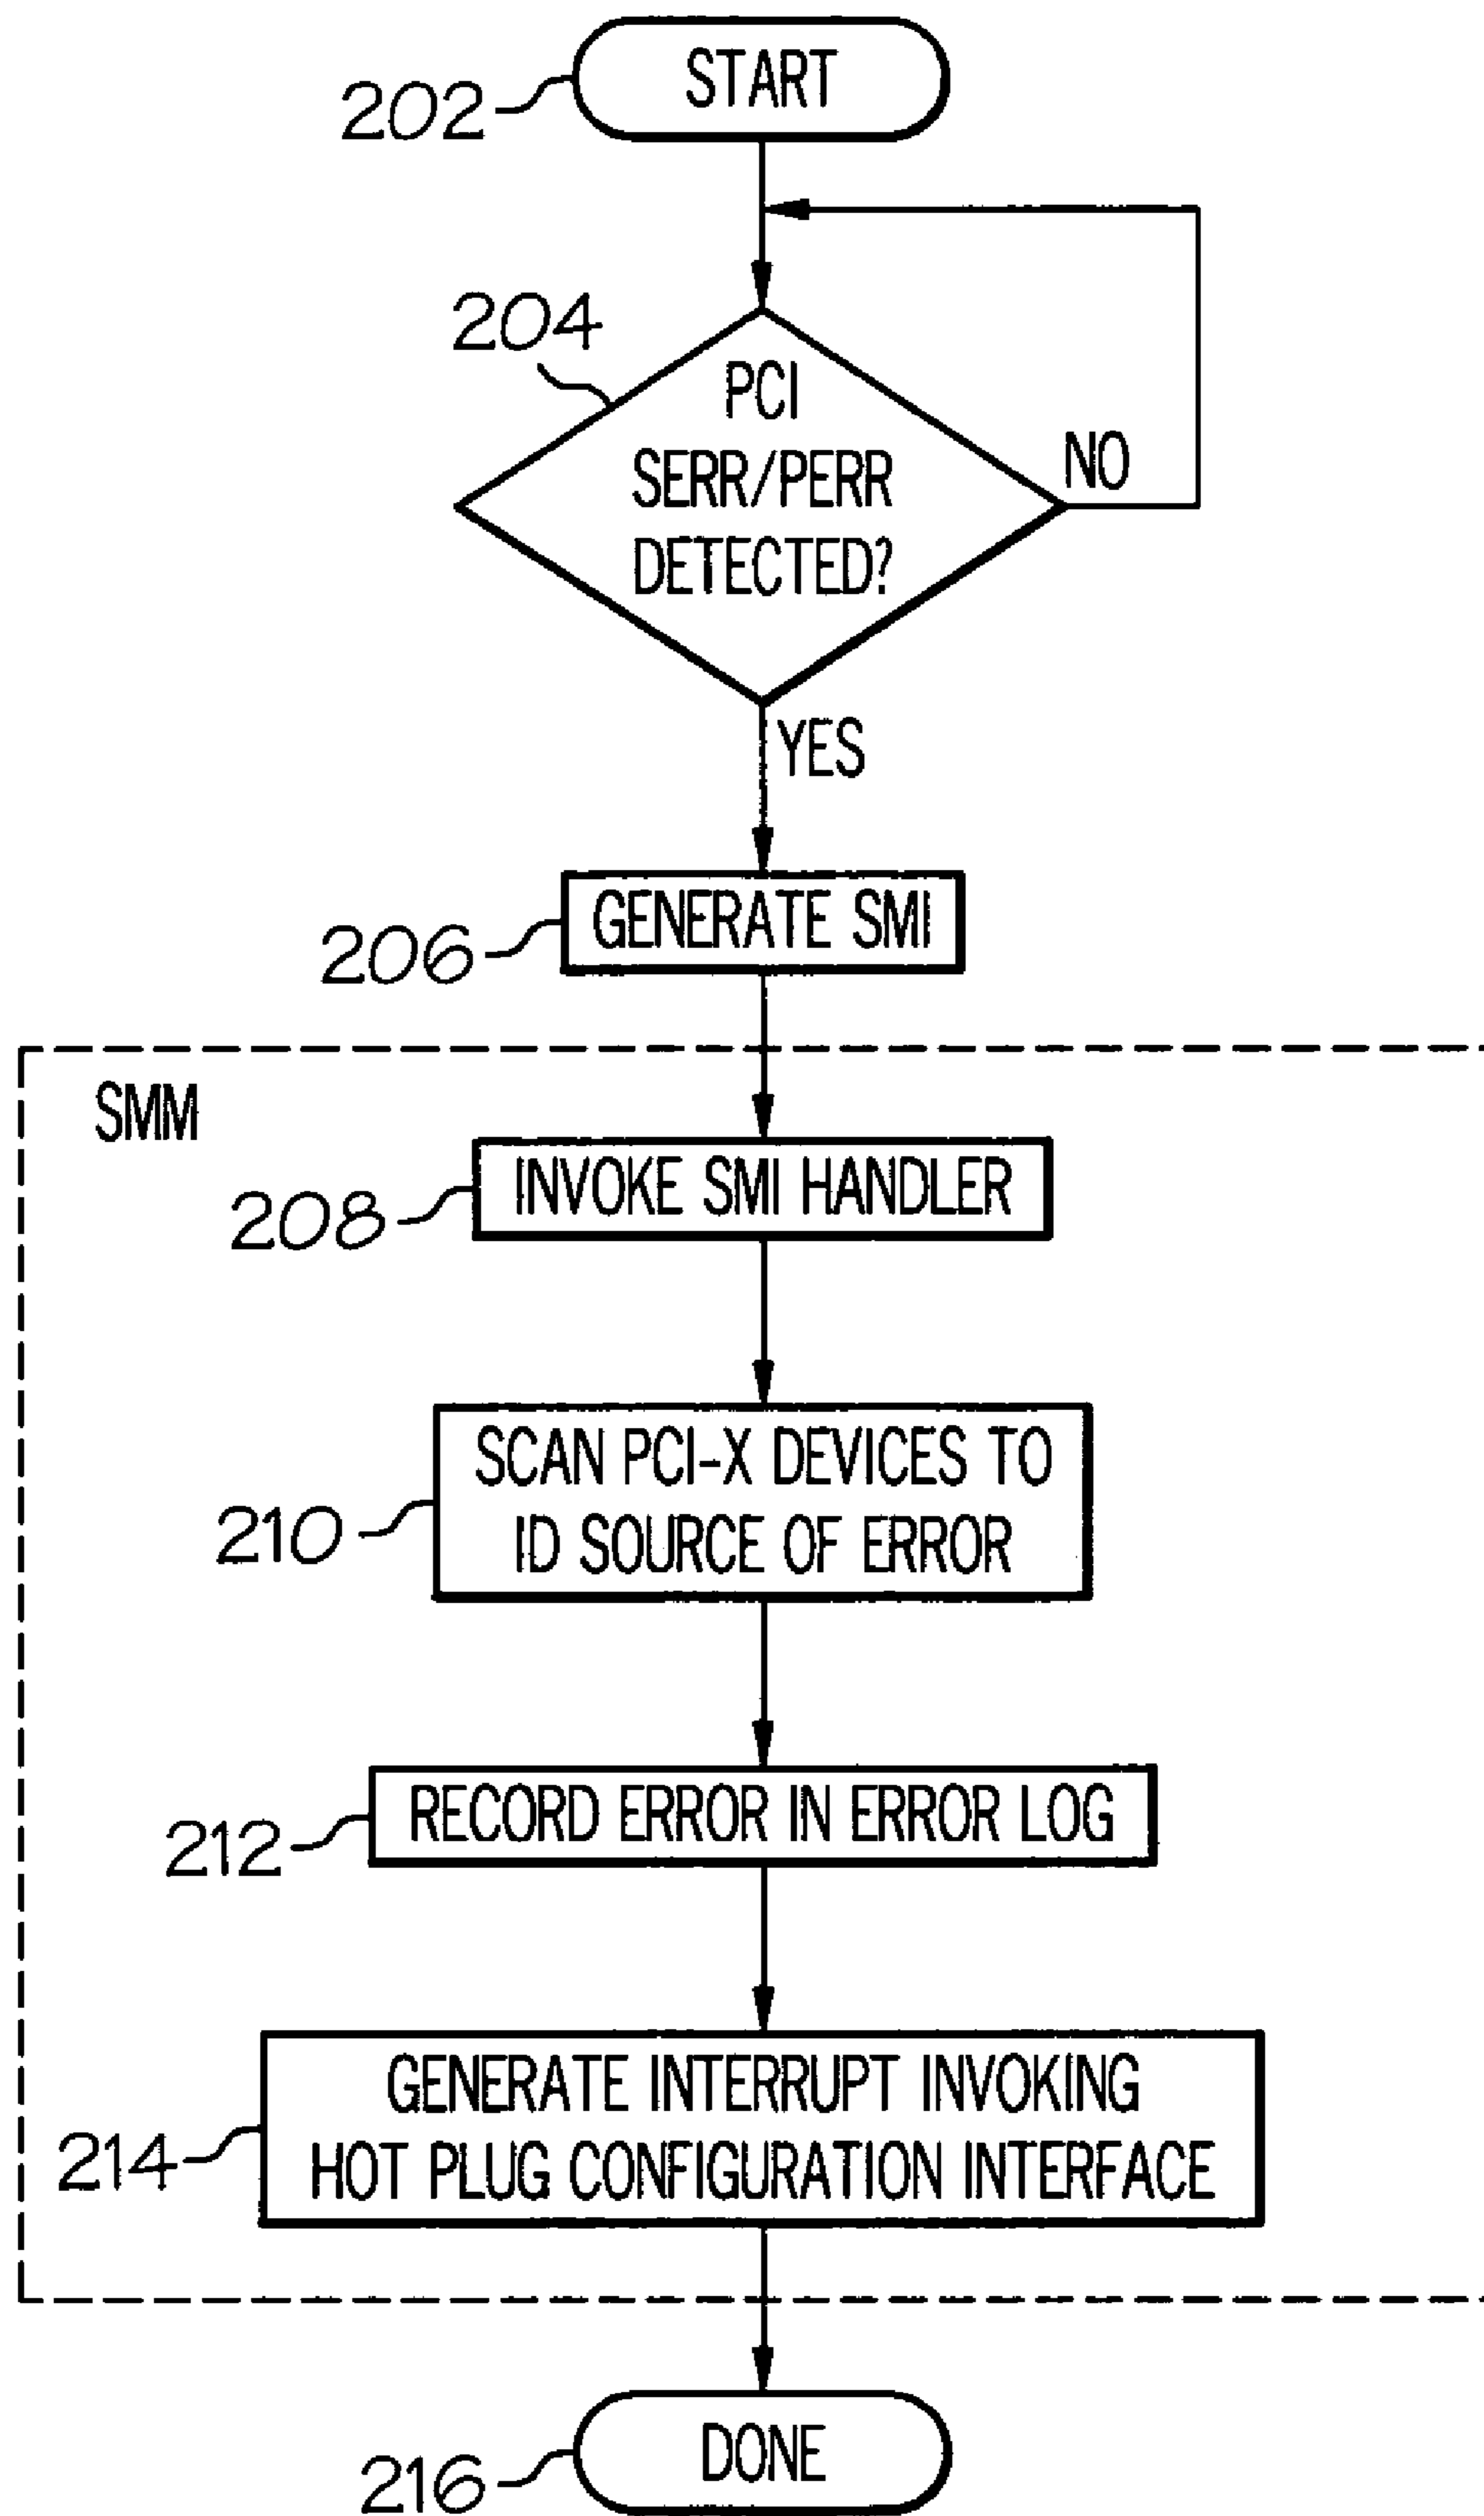 START
202
204
PCI
SERR/PERR
DETECTED?
NO
YES
GENERATE SMI
206
SMM
INVOKE SMI HANDLER
208
SCAN PCI-X DEVICES TO
ID SOURCE OF ERROR
210
RECORD ERROR IN ERROR LOG
212
GENERATE INTERRUPT INVOKING
HOT PLUG CONFIGURATION INTERFACE
214
DONE
216